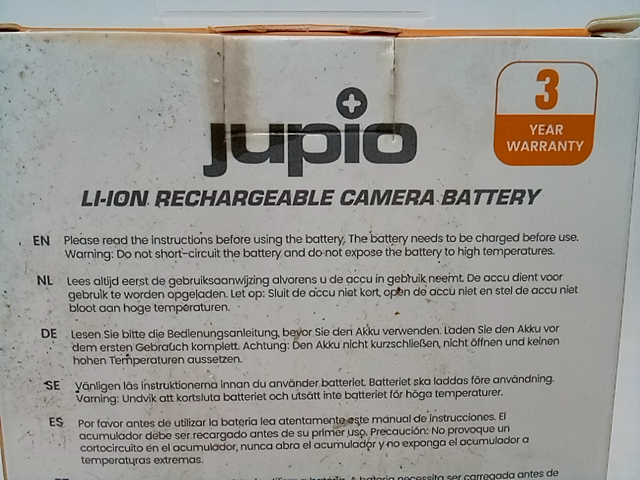 jupio
3
YEAR
WARRANTY
LI-ION RECHARGEABLE CAMERA BATTERY
EN Please read the instructions before using the battery, The battery needs to be charged before use.
Warning: Do not short-circuit the battery and do not expose the battery to high temperatures.
NL Lees altijd eerst de gebruiksaanwijzing alvorens u de accu in gebruik neemt. De accu dient voor
gebruik te worden opgeladen. Let op: Sluit de accu niet kort, open de accu niet en stel de accu niet
bloot aan hoge temperaturen.
DE Lesen Sie bitte die Bedienungsanleitung, bevor Sie den Akku verwenden. Laden Sie den Akku vor
dem ersten Gebrauch komplett. Achtung: Den Akku nicht kurzschließen, nicht öffnen und keinen
hohen Temperaturen aussetzen.
SE Vänligen läs instruktionerna innan du använder batteriet. Batteriet ska laddas före användning.
Varning: Undvik att kortsluta batteriet och utsätt inte batteriet för höga temperaturer.
ES Por favor antes de utilizar la bateria lea atentamente este manual de instrucciones. El
acumulador debe ser recargado antes de su primer uso. Precaución: No provoque un
cortocircuito en el acumulador, nunca abra el acumulador y no exponga el acumulador a
temperaturas extremas.
A bateria necessita ser carregada antes de